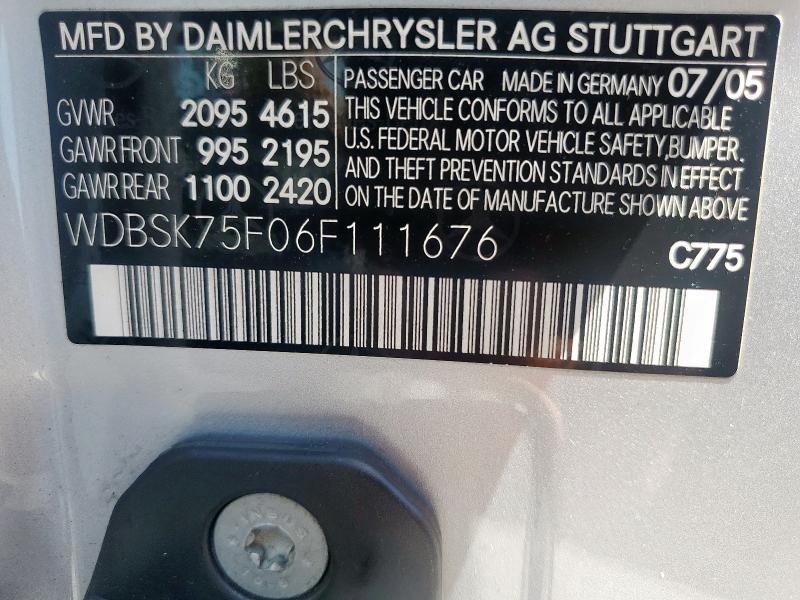 MFD BY DAIMLERCHRYSLER AG STUTTGART
KG LBS
GVWR 2095 4615
GAWR FRONT 995 2195
GAWR REAR 1100 2420
PASSENGER CAR MADE IN GERMANY 07/05
THIS VEHICLE CONFORMS TO ALL APPLICABLE
U.S. FEDERAL MOTOR VEHICLE SAFETY,BUMPER.
AND THEFT PREVENTION STANDARDS IN EFFECT
ON THE DATE OF MANUFACTURE SHOWN ABOVE.
WDBSK75F06F111676
C775